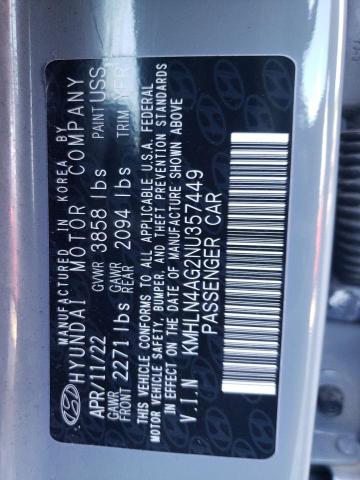 MANUFACTURED IN KOREA BY
HYUNDAI MOTOR COMPANY
APR/11/22 GVWR 3858 lbs PAINT USS
GAWR FRONT 2271 lbs GAWR REAR 2094 lbs TRIM
THIS VEHICLE CONFORMS TO ALL APPLICABLE U.S.A. FEDERAL
MOTOR VEHICLE SAFETY, BUMPER, AND THEFT PREVENTION
STANDARDS IN EFFECT ON THE DATE OF MANUFACTURE SHOWN ABOVE
V.I.N KMHLN4AG2NU357449
PASSENGER CAR